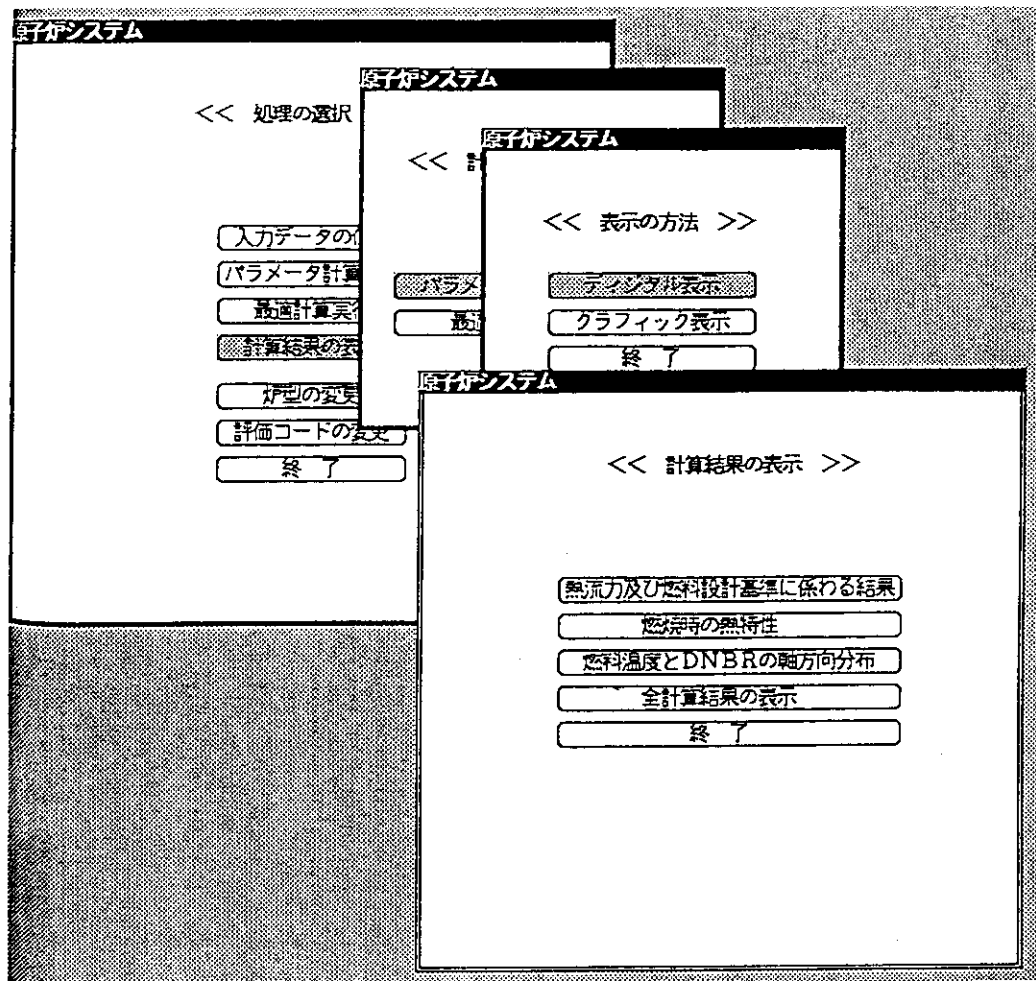 原子炉システム
<< 処理の選択
入力データの
パラメータ計算
最適計算実行
計算結果の表
炉型の変更
評価コードの変更
終 了
原子炉システム
<< 計
パラメ
最適
原子炉システム
<< 表示の方法 >>
ディジタル表示
グラフィック表示
終 了
原子炉システム
<< 計算結果の表示 >>
熱流力及び燃料設計基準に係わる結果
燃焼時の熱特性
燃料温度とDNBRの軸方向分布
全計算結果の表示
終 了